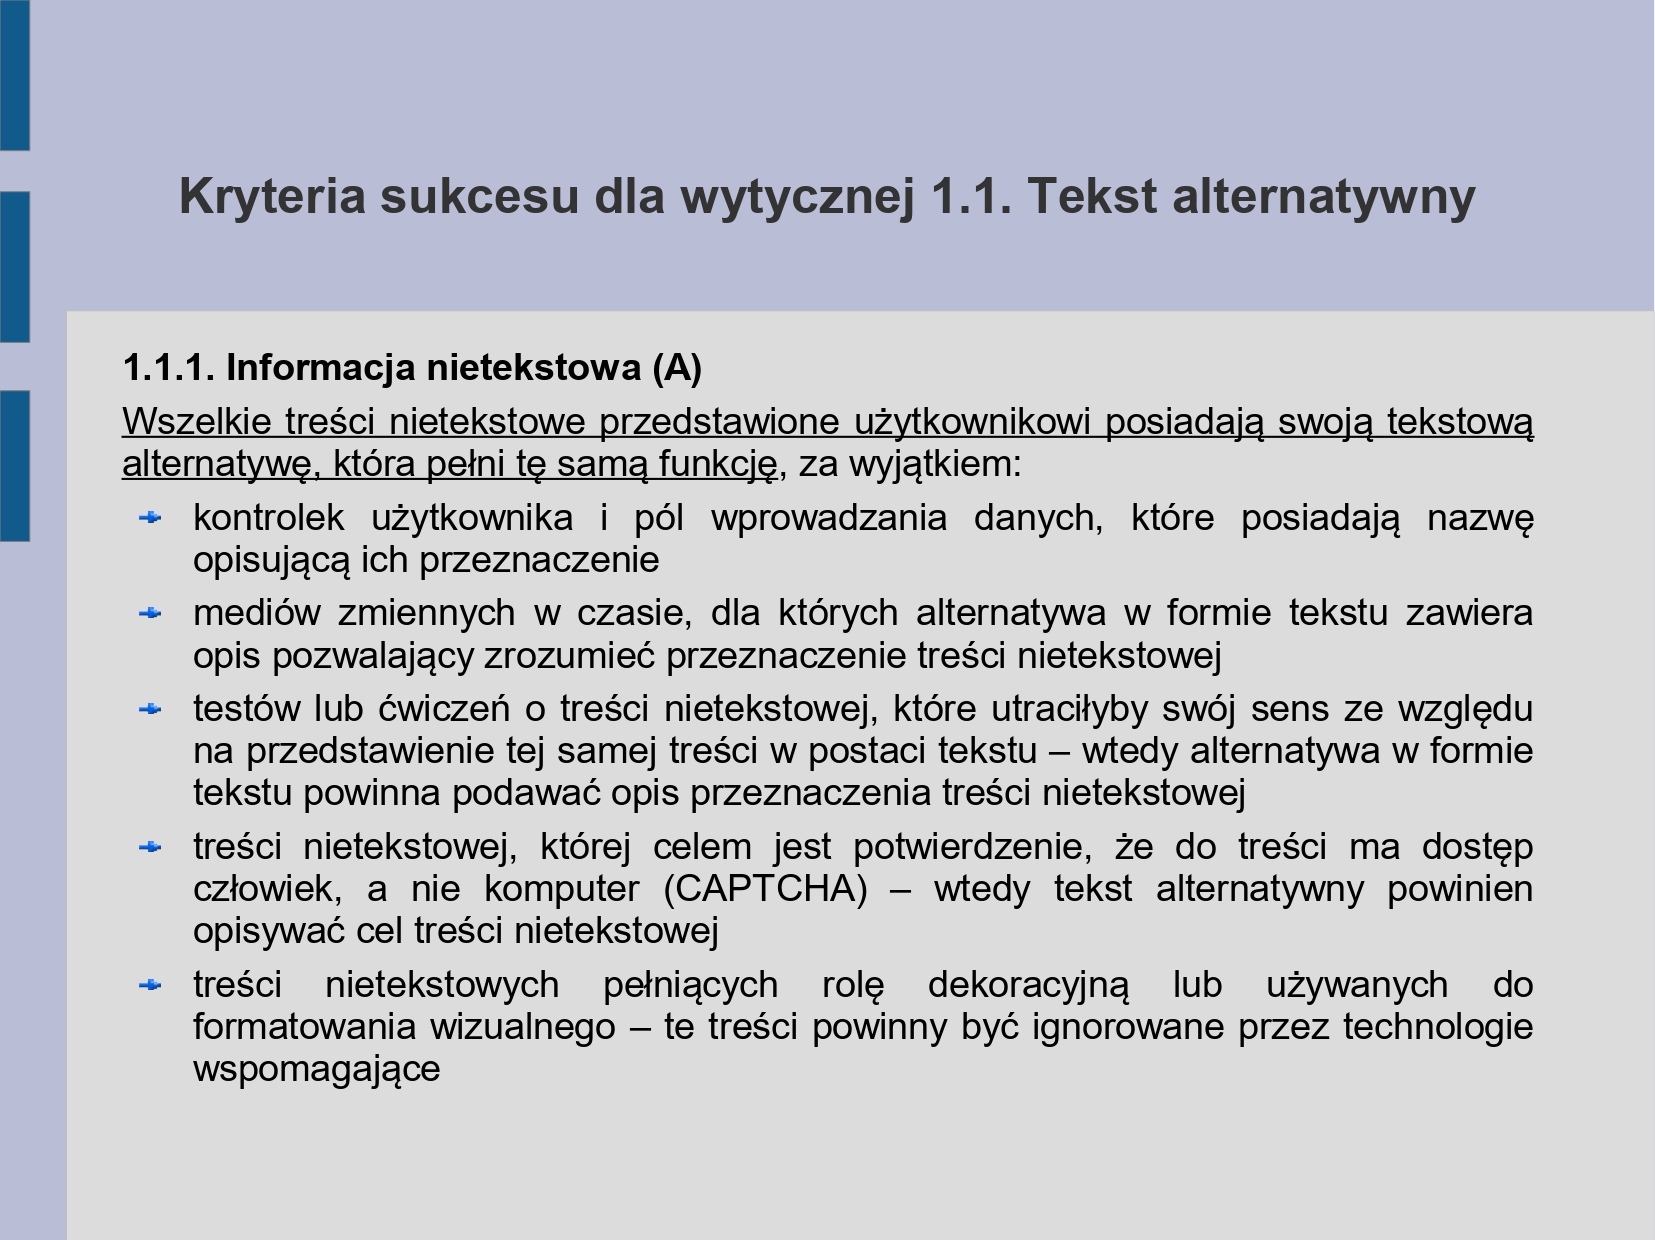 Kryteria sukcesu dla wytycznej 1.1. Tekst alternatywny
1.1.1. Informacja nietekstowa (A)
Wszelkie treści nietekstowe przedstawione użytkownikowi posiadają swoją tekstową
alternatywę, która pełni tę samą funkcję, za wyjątkiem:
kontrolek użytkownika i pól wprowadzania danych, które posiadają nazwę
opisującą ich przeznaczenie
mediów zmiennych w czasie, dla których alternatywa w formie tekstu zawiera
opis pozwalający zrozumieć przeznaczenie treści nietekstowej
testów lub ćwiczeń o treści nietekstowej, które utraciłyby swój sens ze względu
na przedstawienie tej samej treści w postaci tekstu – wtedy alternatywa w formie
tekstu powinna podawać opis przeznaczenia treści nietekstowej
treści nietekstowej, której celem jest potwierdzenie, że do treści ma dostęp
człowiek, a nie komputer (CAPTCHA) – wtedy tekst alternatywny powinien
opisywać cel treści nietekstowej
treści nietekstowych pełniących rolę dekoracyjną lub używanych do
formatowania wizualnego – te treści powinny być ignorowane przez technologie
wspomagające